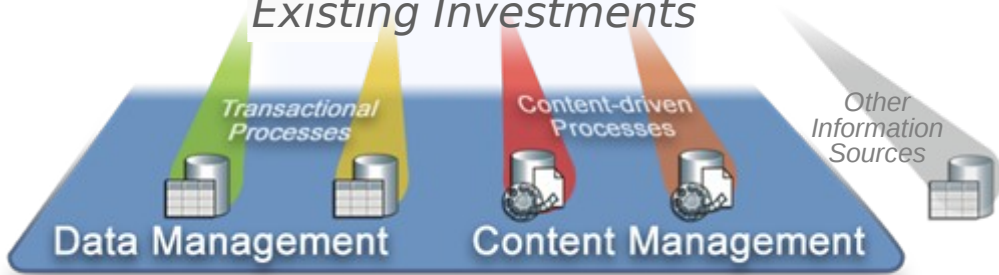 Existing Investments
Transactional
Processes
Content-driven
Processes
Other
Information
Sources
Data Management
Content Management